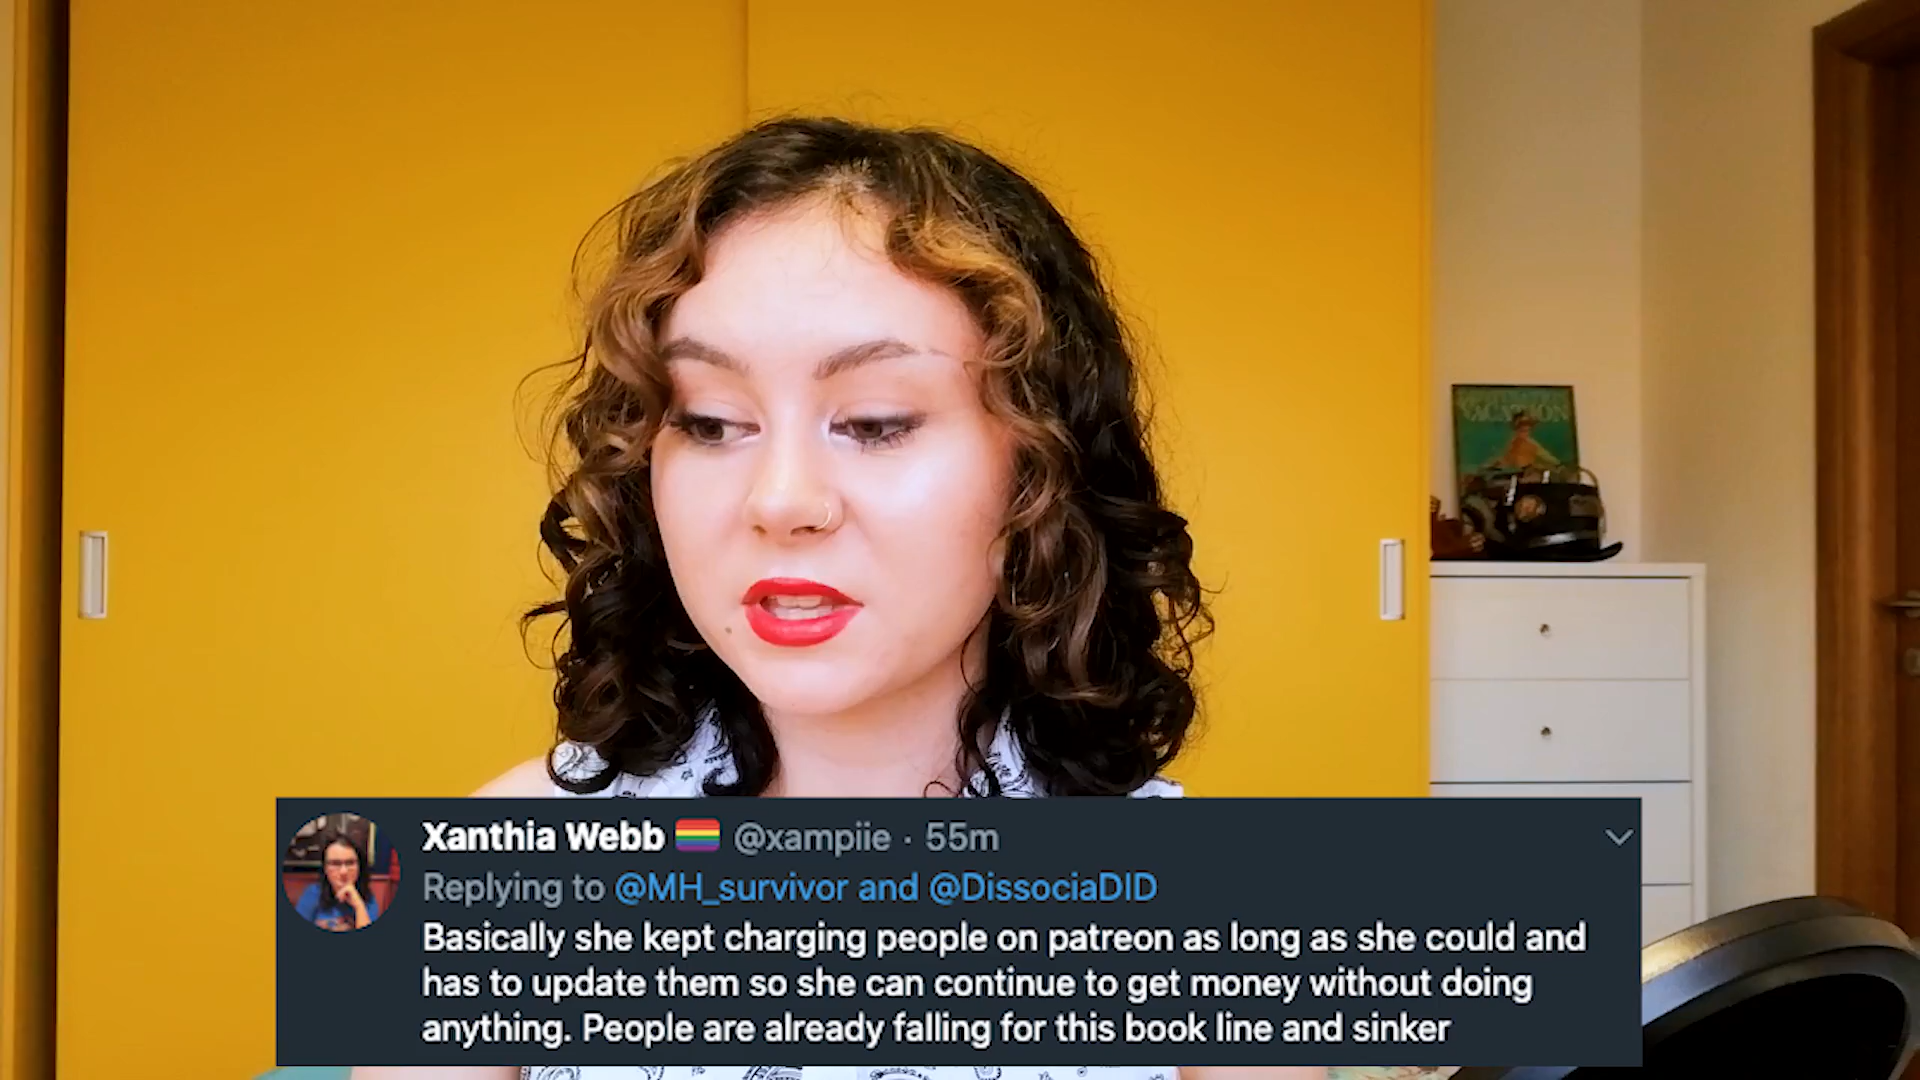 VACATION
Xanthia Webb 🏳️‍🌈 @xampiie · 55m
Replying to @MH_survivor and @DissociaDID
Basically she kept charging people on patreon as long as she could and
has to update them so she can continue to get money without doing
anything. People are already falling for this book line and sinker